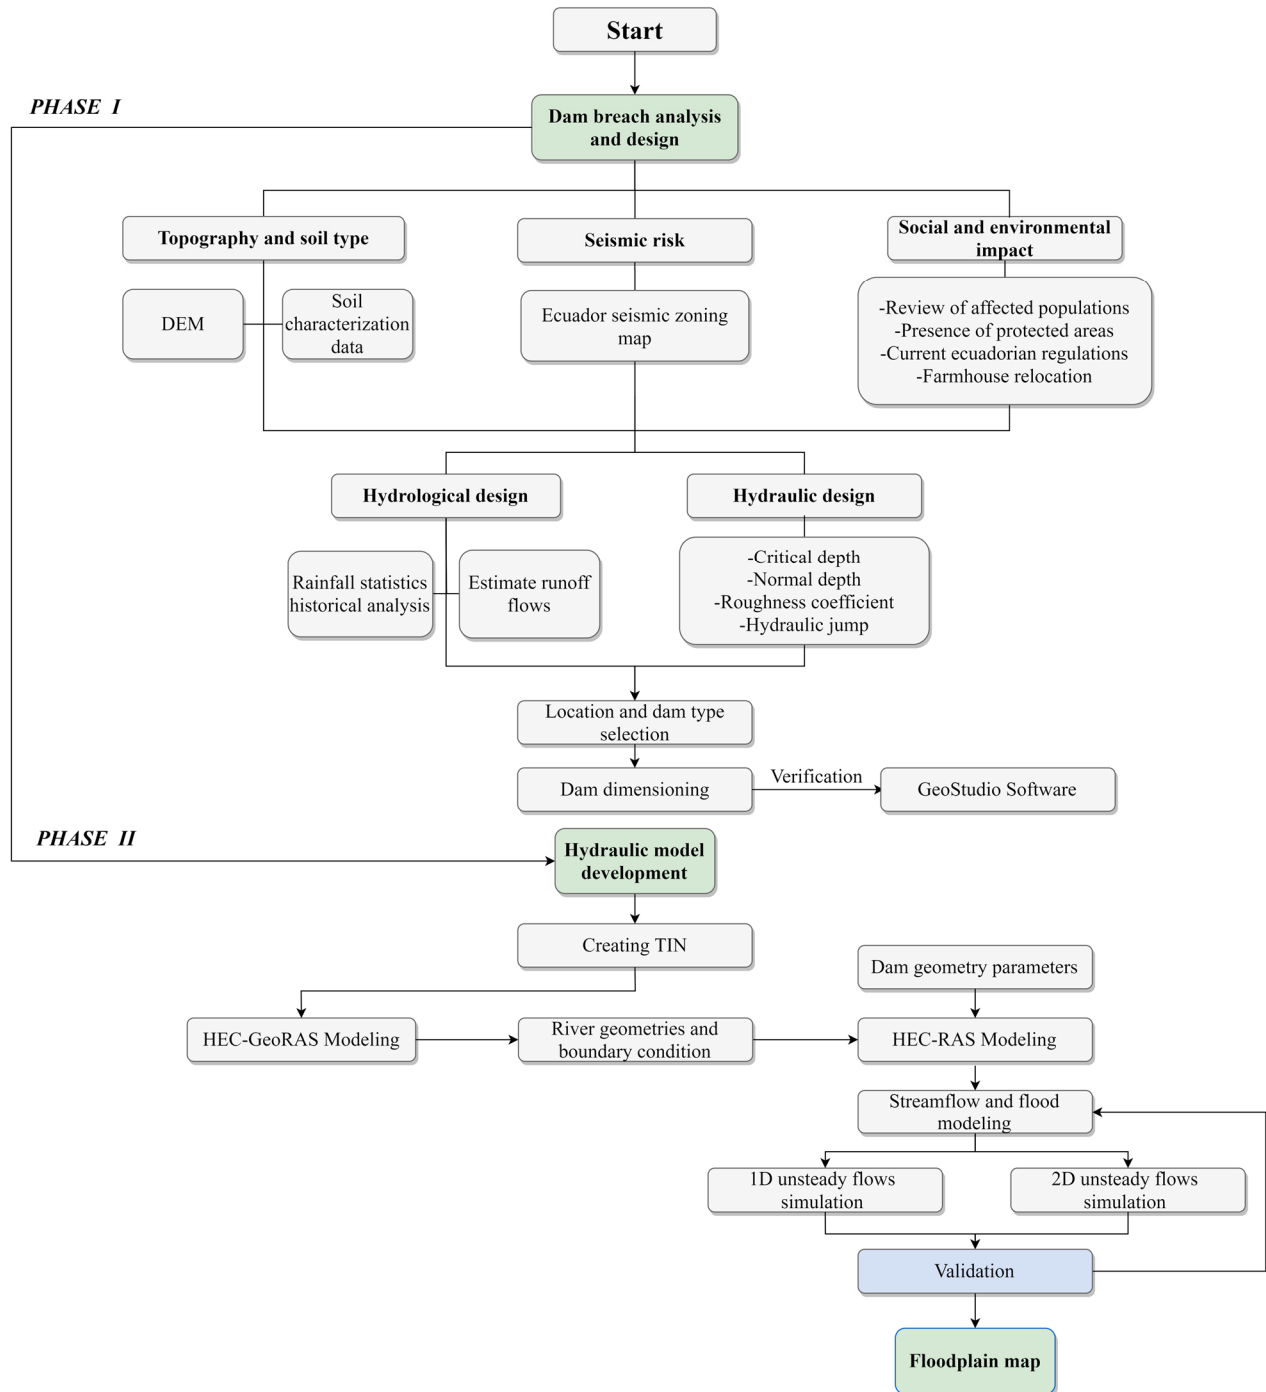 Start
PHASE I
Dam breach analysis
and design
Topography and soil type
Seismic risk
Social and environmental
impact
DEM
Soil
characterization
data
Ecuador seismic zoning
map
-Review of affected populations
-Presence of protected areas
-Current ecuadorian regulations
-Farmhouse relocation
Hydrological design
Hydraulic design
Rainfall statistics
historical analysis
Estimate runoff
flows
-Critical depth
-Normal depth
-Roughness coefficient
-Hydraulic jump
Location and dam type
selection
Dam dimensioning
Verification
GeoStudio Software
PHASE II
Hydraulic model
development
Creating TIN
Dam geometry parameters
HEC-GeoRAS Modeling
River geometries and
boundary condition
HEC-RAS Modeling
Streamflow and flood
modeling
1D unsteady flows
simulation
2D unsteady flows
simulation
Validation
Floodplain map